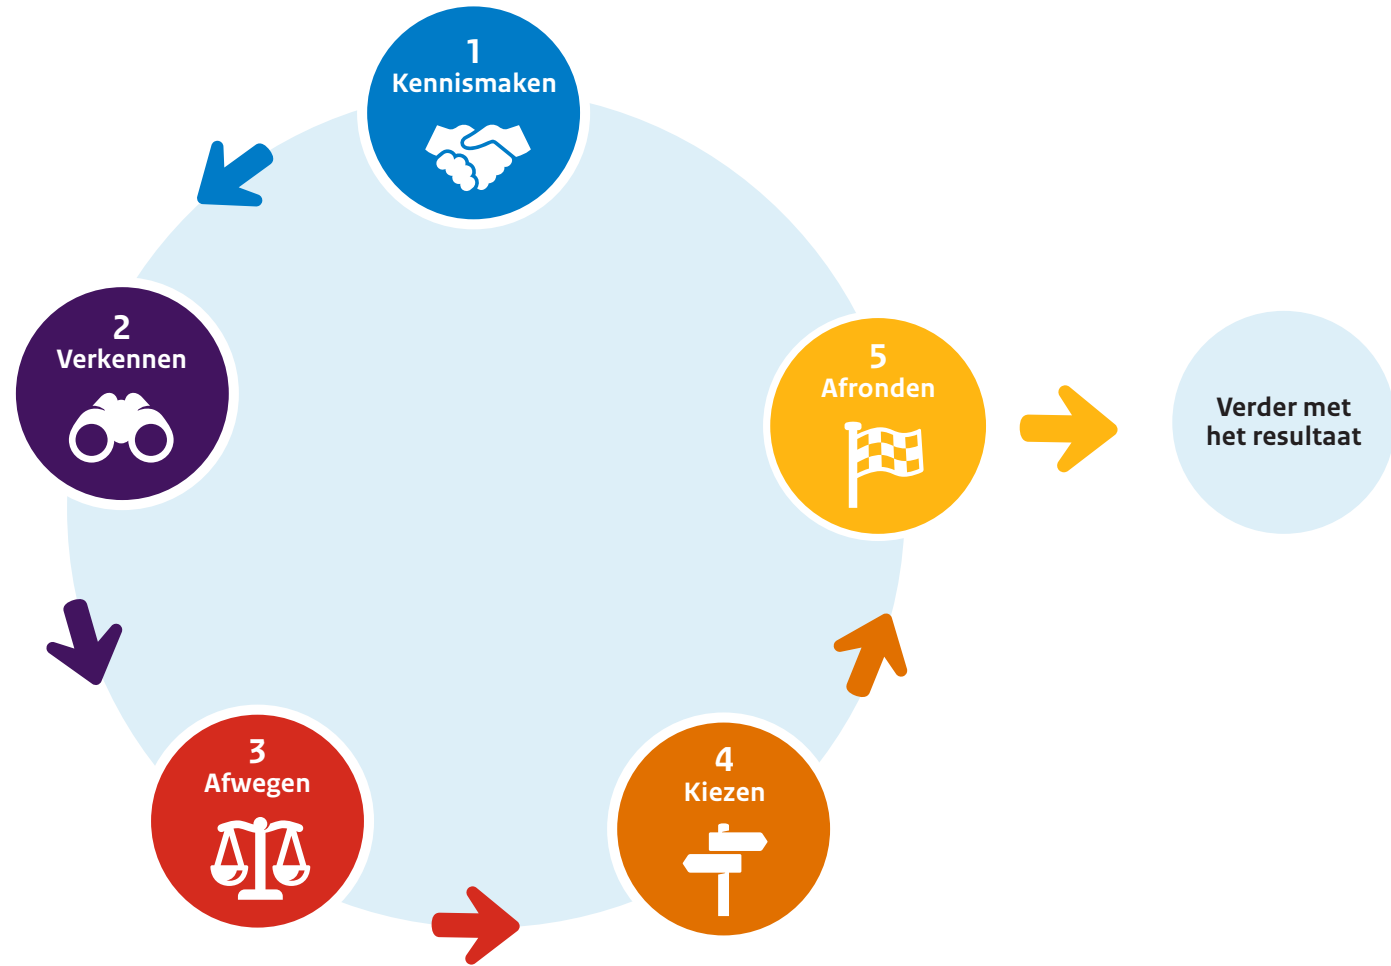 1
Kennismaken
2
Verkennen
3
Afwegen
4
Kiezen
5
Afronden
Verder met
het resultaat